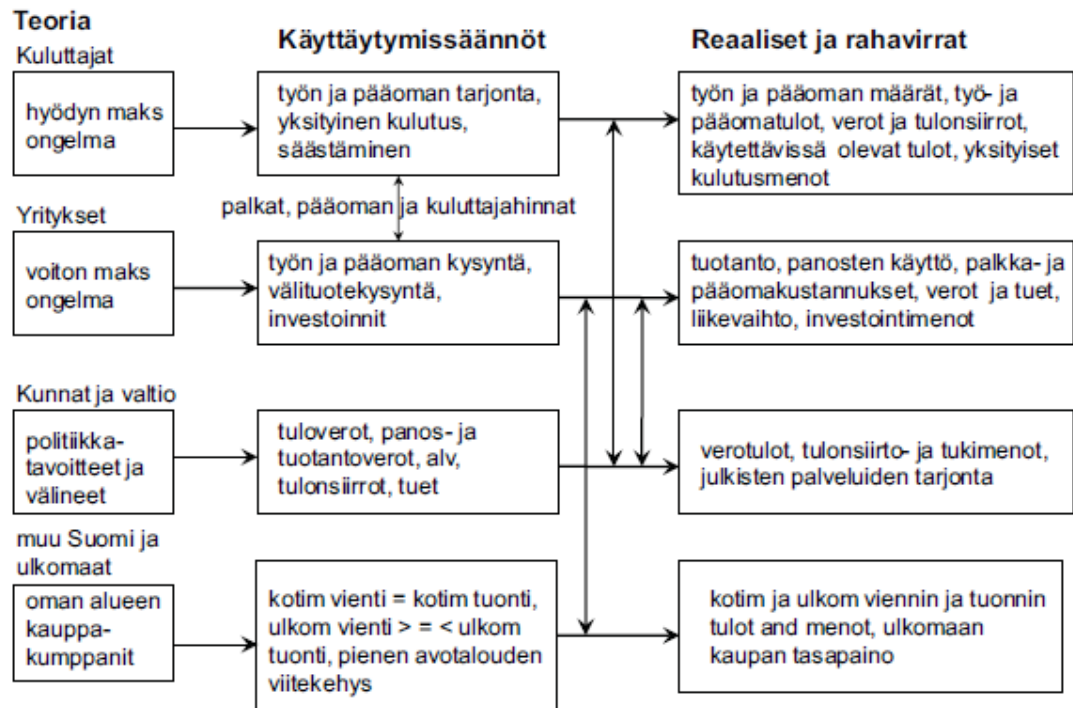 Teoria
Käyttäytymissäännöt
Reaaliset ja rahavirrat
Kuluttajat
hyödyn maks
ongelma
työn ja pääoman tarjonta,
yksityinen kulutus,
säästäminen
työn ja pääoman määrät, työ- ja
pääomatulot, verot ja tulonsiirrot,
käytettävissä olevat tulot, yksityiset
kulutusmenot
palkat, pääoman ja kuluttajahinnat
Yritykset
voiton maks
ongelma
työn ja pääoman kysyntä,
välituotekysyntä,
investoinnit
tuotanto, panosten käyttö, palkka- ja
pääomakustannukset, verot ja tuet,
liikevaihto, investointimenot
Kunnat ja valtio
politiikka-
tavoitteet ja
välineet
tuloverot, panos- ja
tuotantoverot, alv,
tulonsiirrot, tuet
verotulot, tulonsiirto- ja tukimenot,
julkisten palveluiden tarjonta
muu Suomi ja
ulkomaat
oman alueen
kauppa-
kumppanit
kotim vienti = kotim tuonti,
ulkom vienti > = < ulkom
tuonti, pienen avotalouden
viitekehys
kotim ja ulkom viennin ja tuonnin
tulot and menot, ulkomaan
kaupan tasapaino